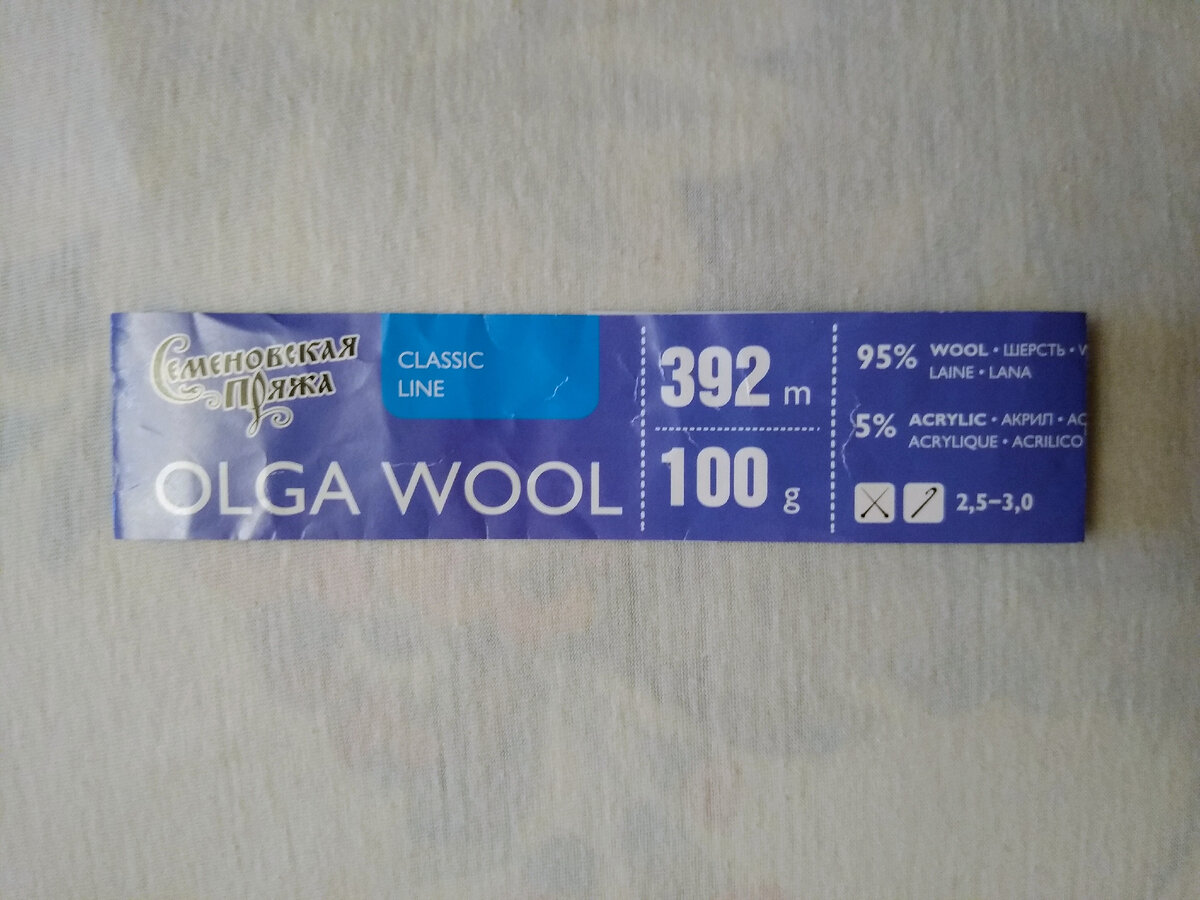 Семеновская
Пряжа
CLASSIC
LINE
OLGA WOOL
392 m
100 g
95% WOOL • ШЕРСТЬ •
LAINE • LANA
5% ACRYLIC • АКРИЛ •
ACRYLIQUE • ACRILICO
2,5–3,0